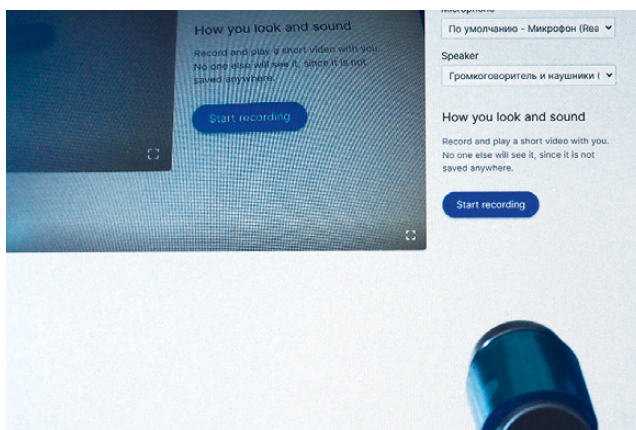 How you look and sound
Record and play a short video with you.
No one else will see it, since it is not
saved anywhere.
Start recording
Microphone
По умолчанию - Микрофон (Rea
Speaker
Громкоговоритель и наушники (
How you look and sound
Record and play a short video with you.
No one else will see it, since it is not
saved anywhere.
Start recording